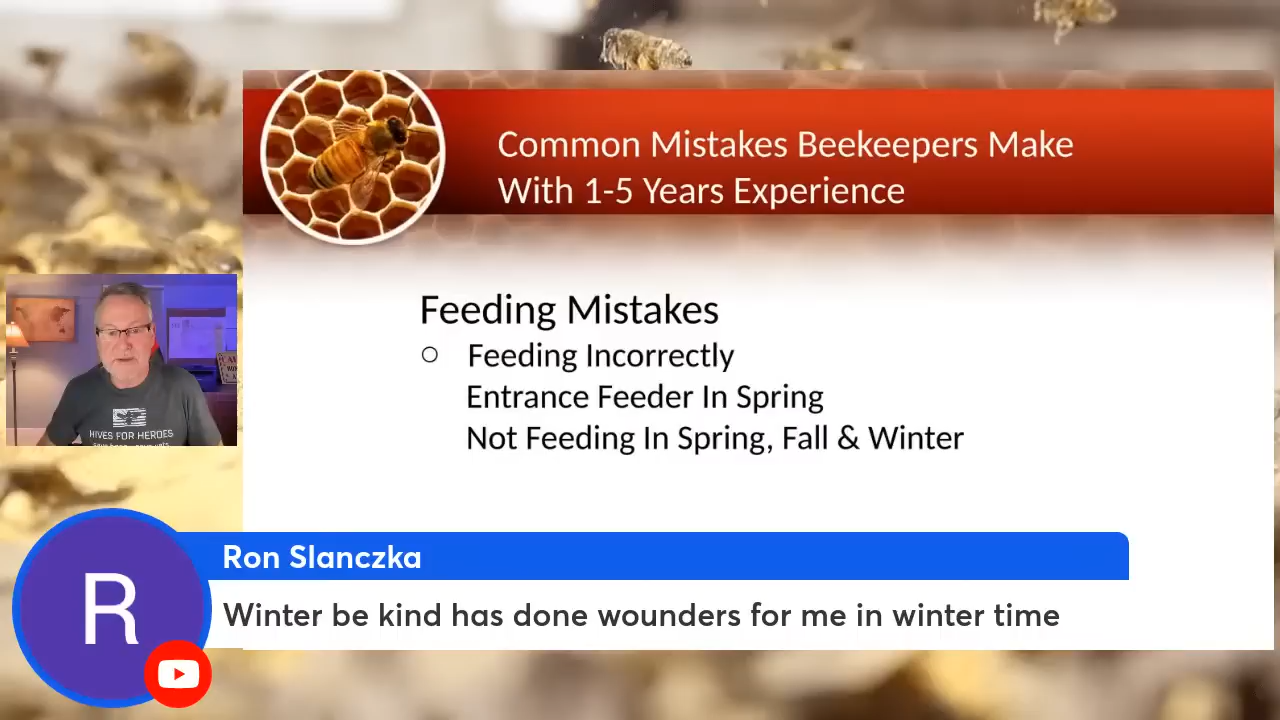 Common Mistakes Beekeepers Make
With 1-5 Years Experience
Feeding Mistakes
Feeding Incorrectly
Entrance Feeder In Spring
Not Feeding In Spring, Fall & Winter
HIVES FOR HEROES
R
Ron Slanczka
Winter be kind has done wounders for me in winter time